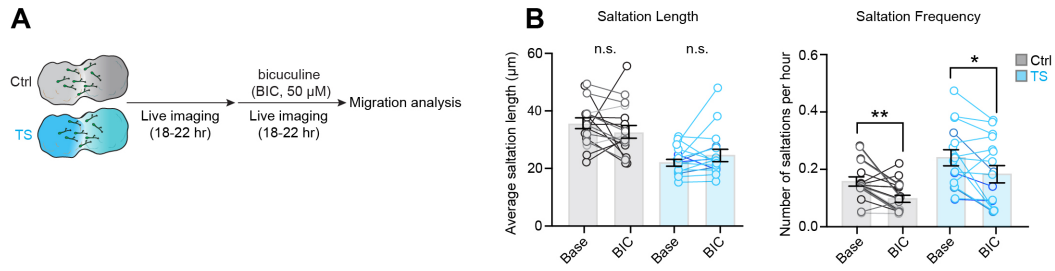 A
Ctrl
TS
Live imaging
(18-22 hr)
bicuculine
(BIC, 50 µM)
Live imaging
(18-22 hr)
Migration analysis
B
Saltation Length
Average saltation length (µm)
60
40
20
0
n.s.
n.s.
Base
BIC
Base
BIC
Saltation Frequency
Number of saltations per hour
0.6
0.4
0.2
0.0
**
*
Base
BIC
Base
BIC
Ctrl
TS